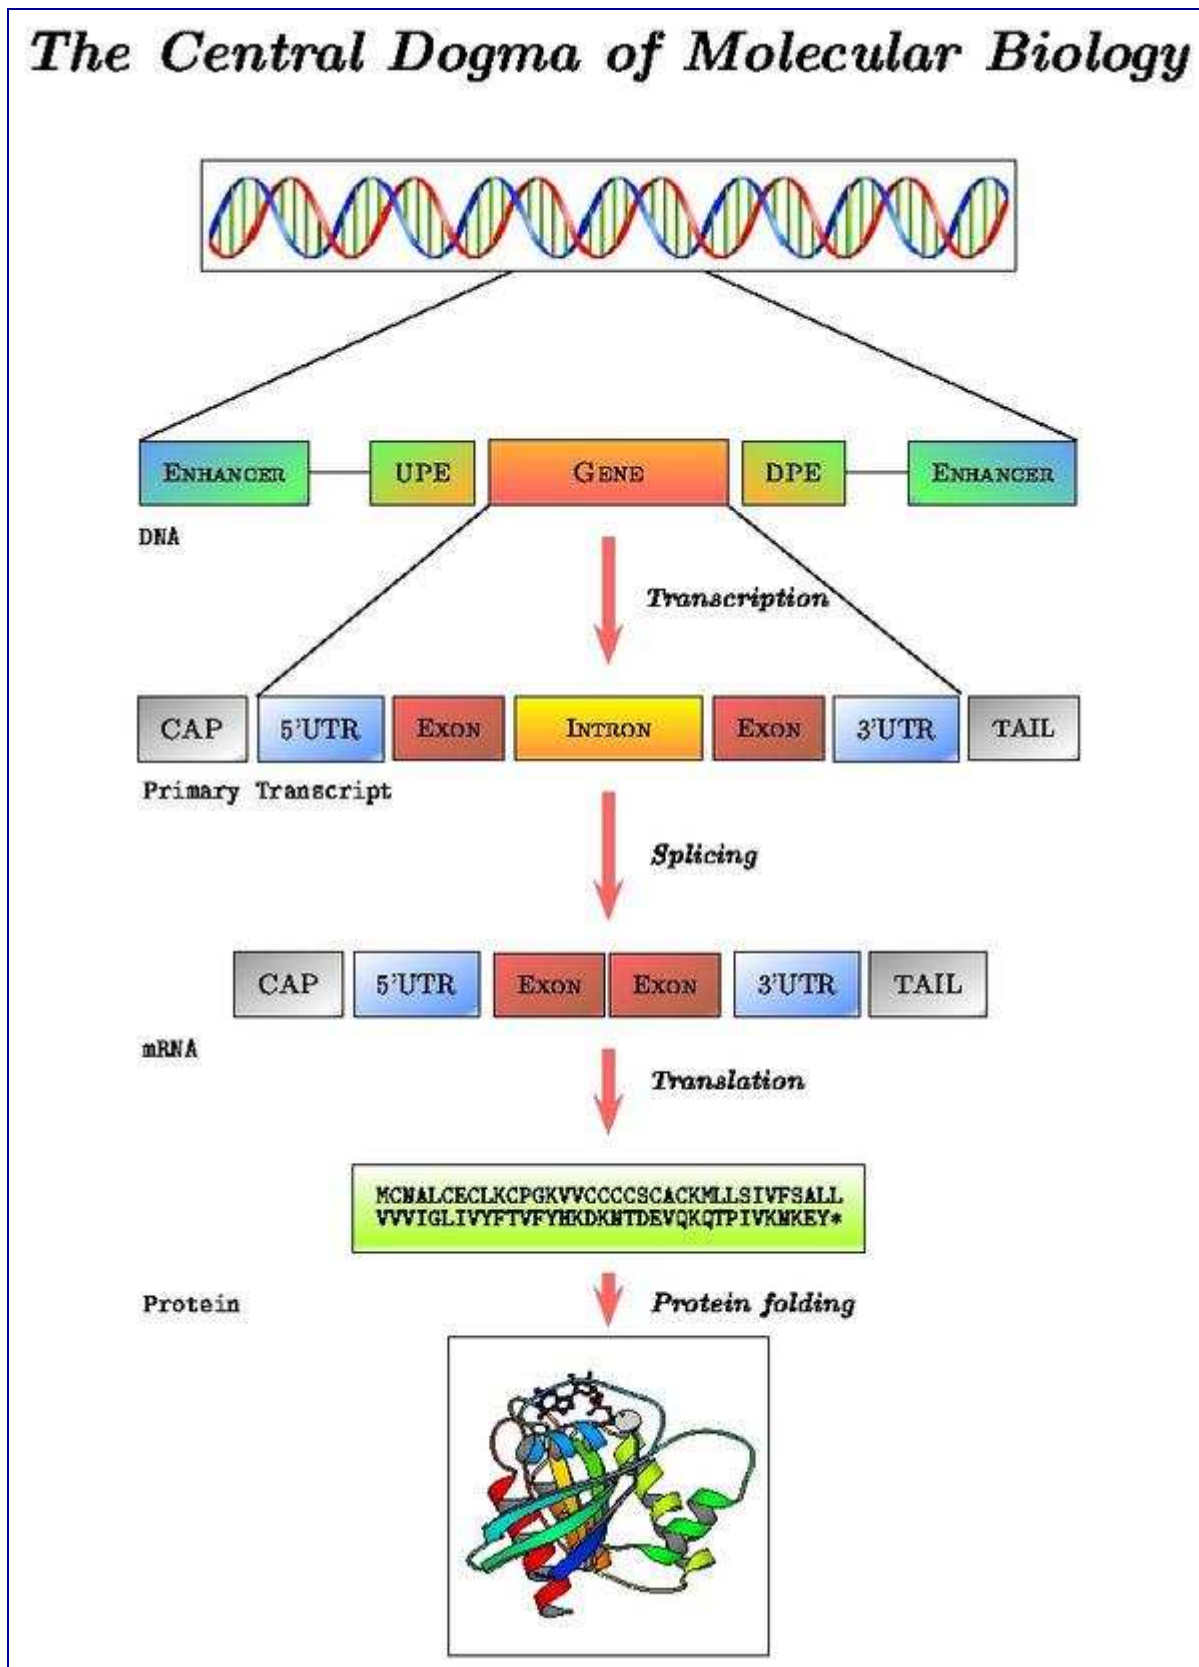 The Central Dogma of Molecular Biology
ENHANCER UPE GENE DPE ENHANCER
DNA
Transcription
CAP 5'UTR EXON INTRON EXON 3'UTR TAIL
Primary Transcript
Splicing
CAP 5'UTR EXON EXON 3'UTR TAIL
mRNA
Translation
MCNALCECLKCPGKVVCCCCSCACKMLLSIVFSALL
VVVIGLIVYFTVFYHKDKNTDEVQKQTPIVKNKEY*
Protein
Protein folding